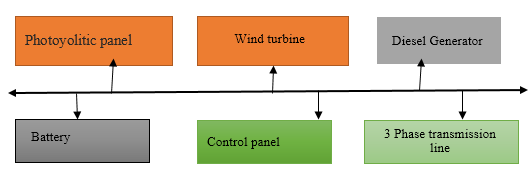 Photoyolitic panel
Wind turbine
Diesel Generator
Battery
Control panel
3 Phase transmission
line